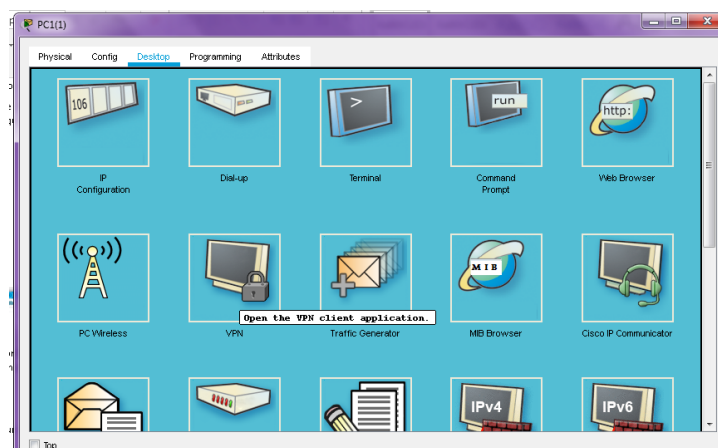 PC1(1)
Physical Config Desktop Programming Attributes
106
>
run
http:
IP
Configuration
Dial-up
Terminal
Command
Prompt
Web Browser
MIB
PC Wireless
VPN
Traffic Generator
MIB Browser
Cisco IP Communicator
Open the VPN client application.
IPv4
IPv6
Top